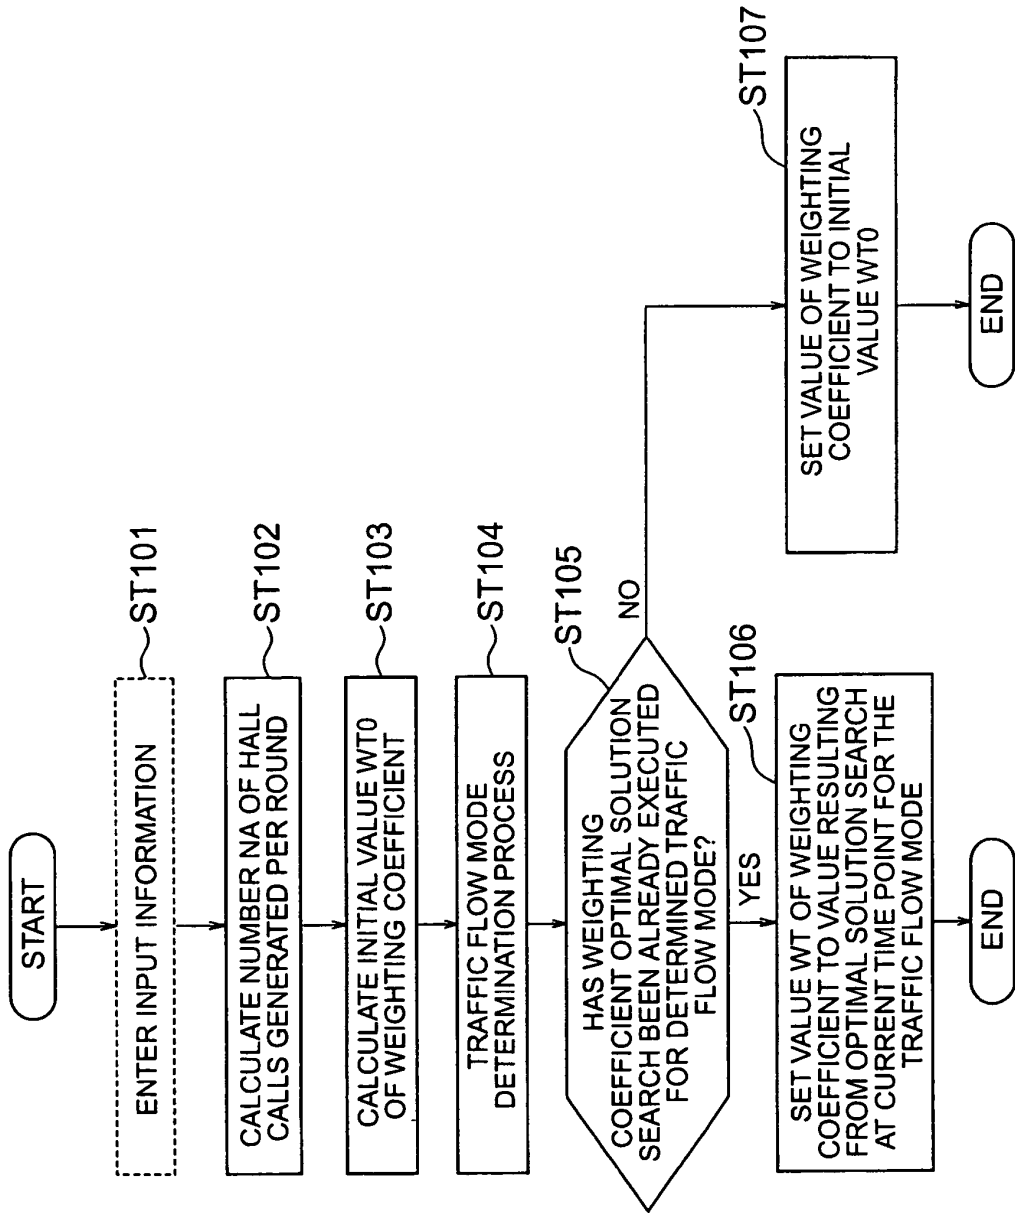 START
ENTER INPUT INFORMATION
ST101
CALCULATE NUMBER NA OF HALL
CALLS GENERATED PER ROUND
ST102
CALCULATE INITIAL VALUE WT0
OF WEIGHTING COEFFICIENT
ST103
TRAFFIC FLOW MODE
DETERMINATION PROCESS
ST104
HAS WEIGHTING
COEFFICIENT OPTIMAL SOLUTION
SEARCH BEEN ALREADY EXECUTED
FOR DETERMINED TRAFFIC
FLOW MODE?
ST105
NO
YES
SET VALUE WT OF WEIGHTING
COEFFICIENT TO VALUE RESULTING
FROM OPTIMAL SOLUTION SEARCH
AT CURRENT TIME POINT FOR THE
TRAFFIC FLOW MODE
ST106
END
SET VALUE OF WEIGHTING
COEFFICIENT TO INITIAL
VALUE WT0
ST107
END